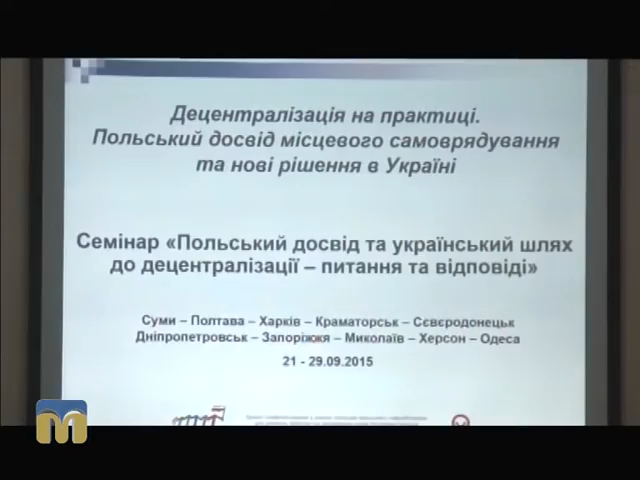 Децентралізація на практиці.
Польський досвід місцевого самоврядування
та нові рішення в Україні
Семінар «Польський досвід та український шлях
до децентралізації – питання та відповіді»
Суми – Полтава – Харків – Краматорськ – Сєвєродонецьк
Дніпропетровськ – Запоріжжя – Миколаїв – Херсон – Одеса
21 - 29.09.2015